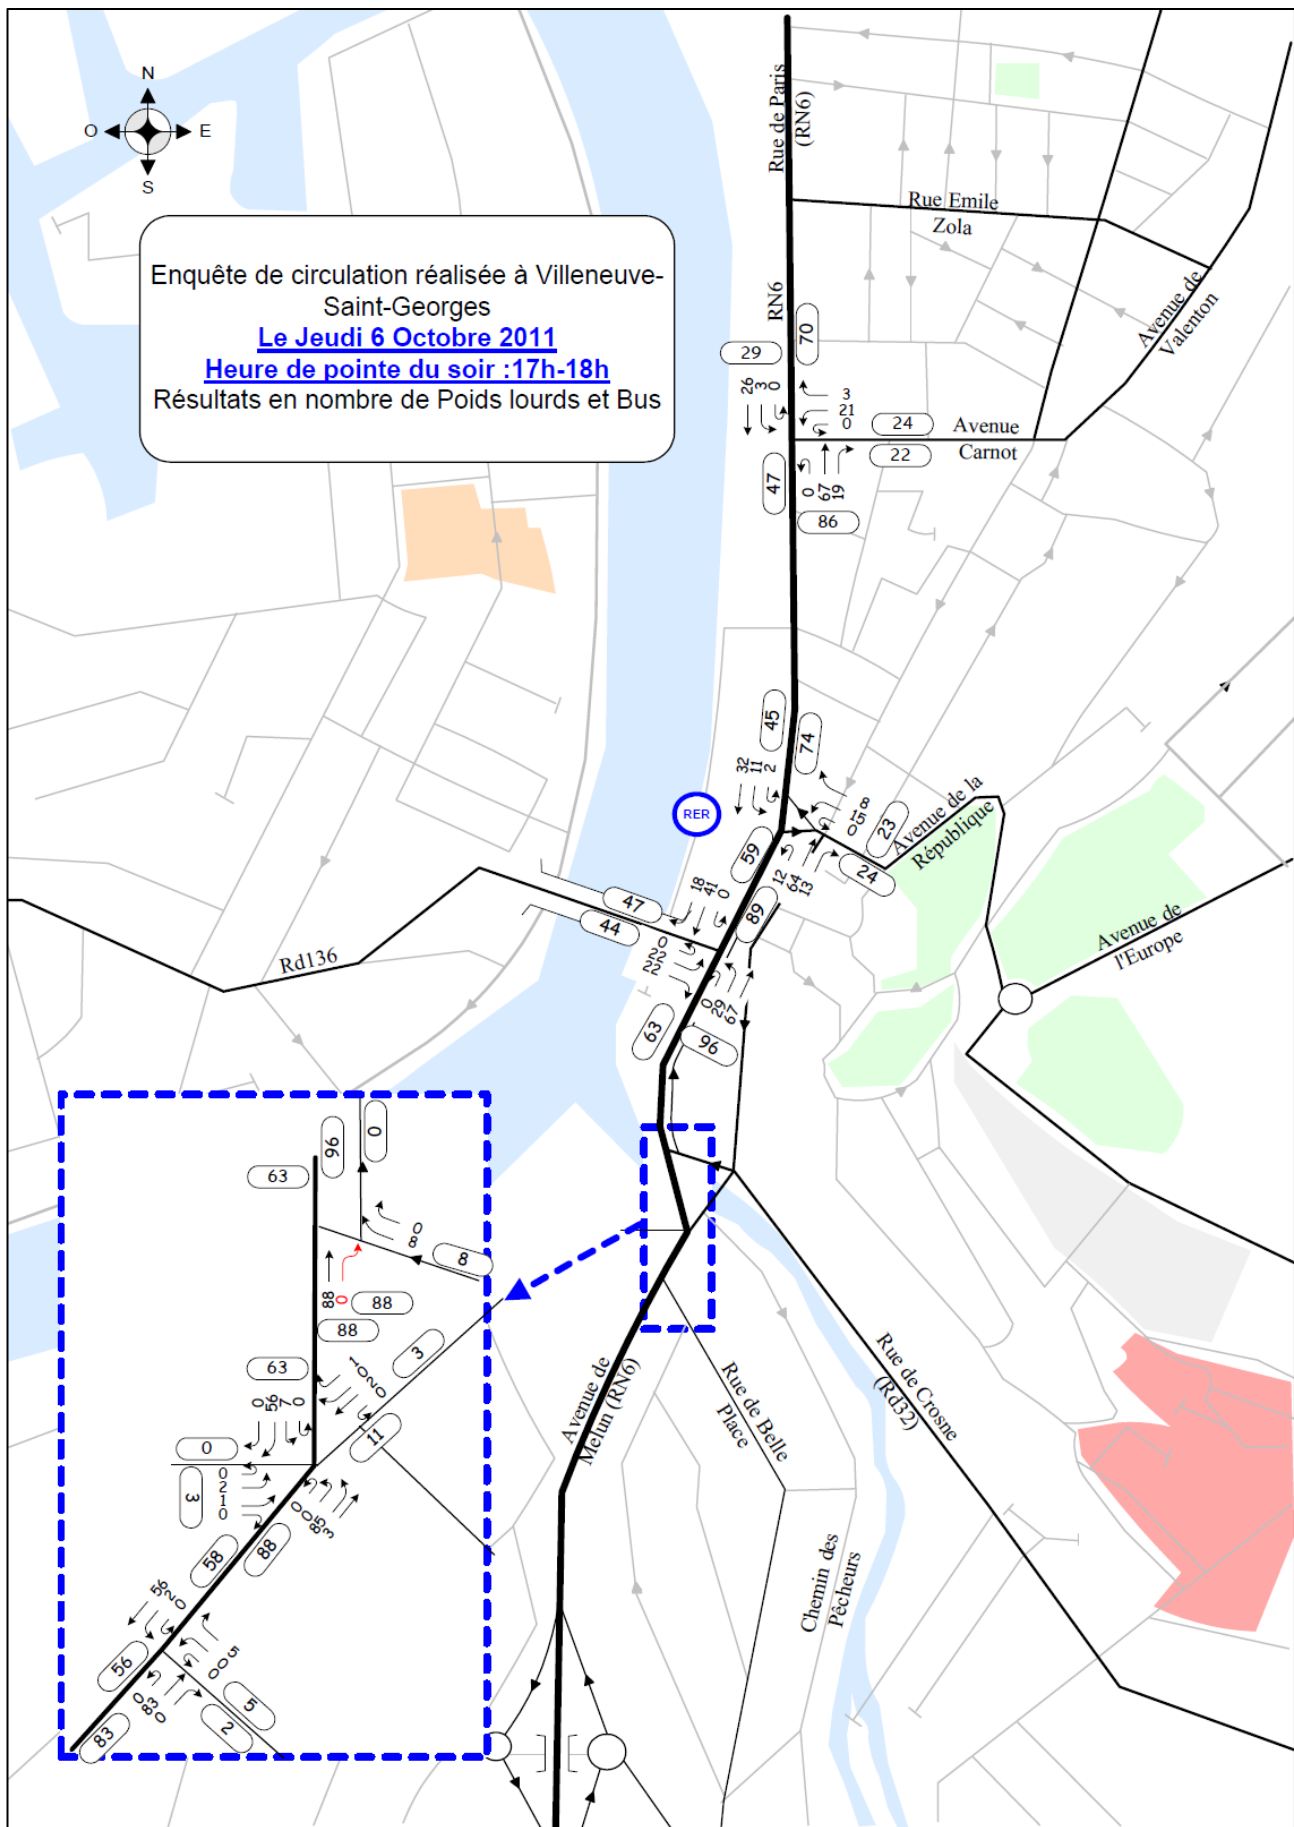 N
O
E
S
Enquête de circulation réalisée à Villeneuve-
Saint-Georges
Le Jeudi 6 Octobre 2011
Heure de pointe du soir :17h-18h
Résultats en nombre de Poids lourds et Bus
Rue de Paris
(RN6)
Rue Emile
Zola
Avenue de
Valenton
RN6
70
29
26
3
0
3
21
0
24
Avenue
22
Carnot
47
0
67
19
86
45
74
32
11
2
RER
8
15
0
23
24
Avenue de la
République
59
89
12
64
13
18
41
0
47
44
0
22
22
Rd136
0
29
67
63
96
Avenue de
l'Europe
96
0
63
0
8
8
88
0
88
88
63
1
0
2
0
3
11
0
56
7
0
0
0
2
1
0
3
0
0
85
3
58
88
56
2
0
56
5
0
0
0
83
0
83
5
2
Avenue de
Melun (RN6)
Rue de Belle
Place
Rue de Crosne
(Rd32)
Chemin des
Pêcheurs